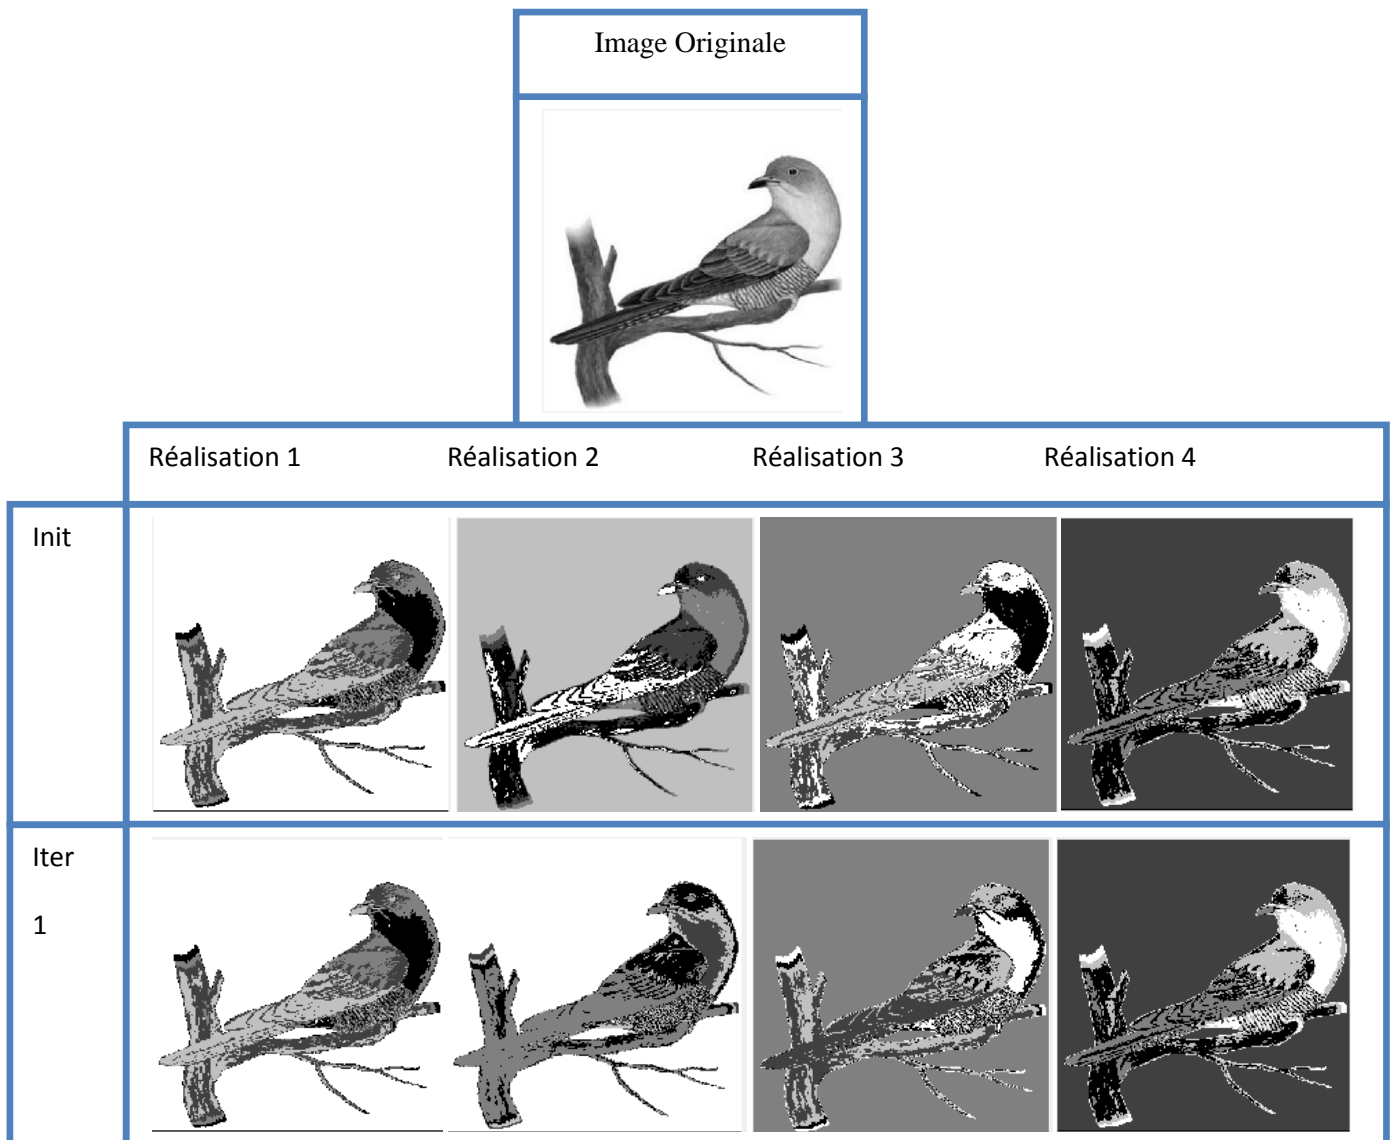 Image Originale
Réalisation 1 Réalisation 2 Réalisation 3 Réalisation 4
Init
Iter
1